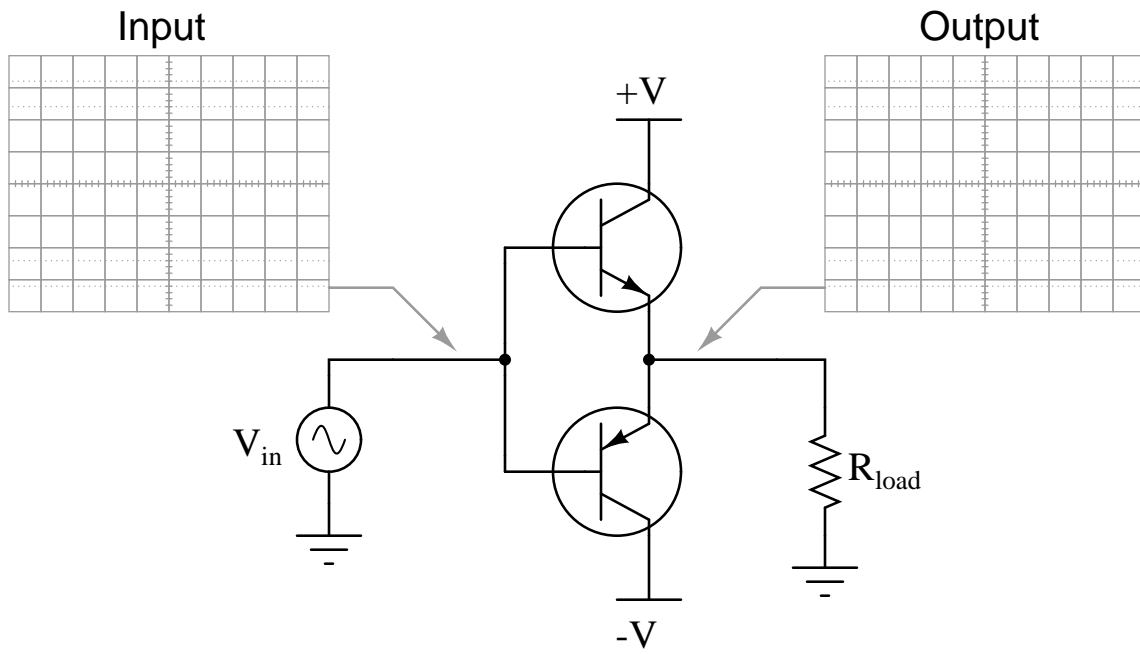 Input
Output
+V
V_in
R_load
-V